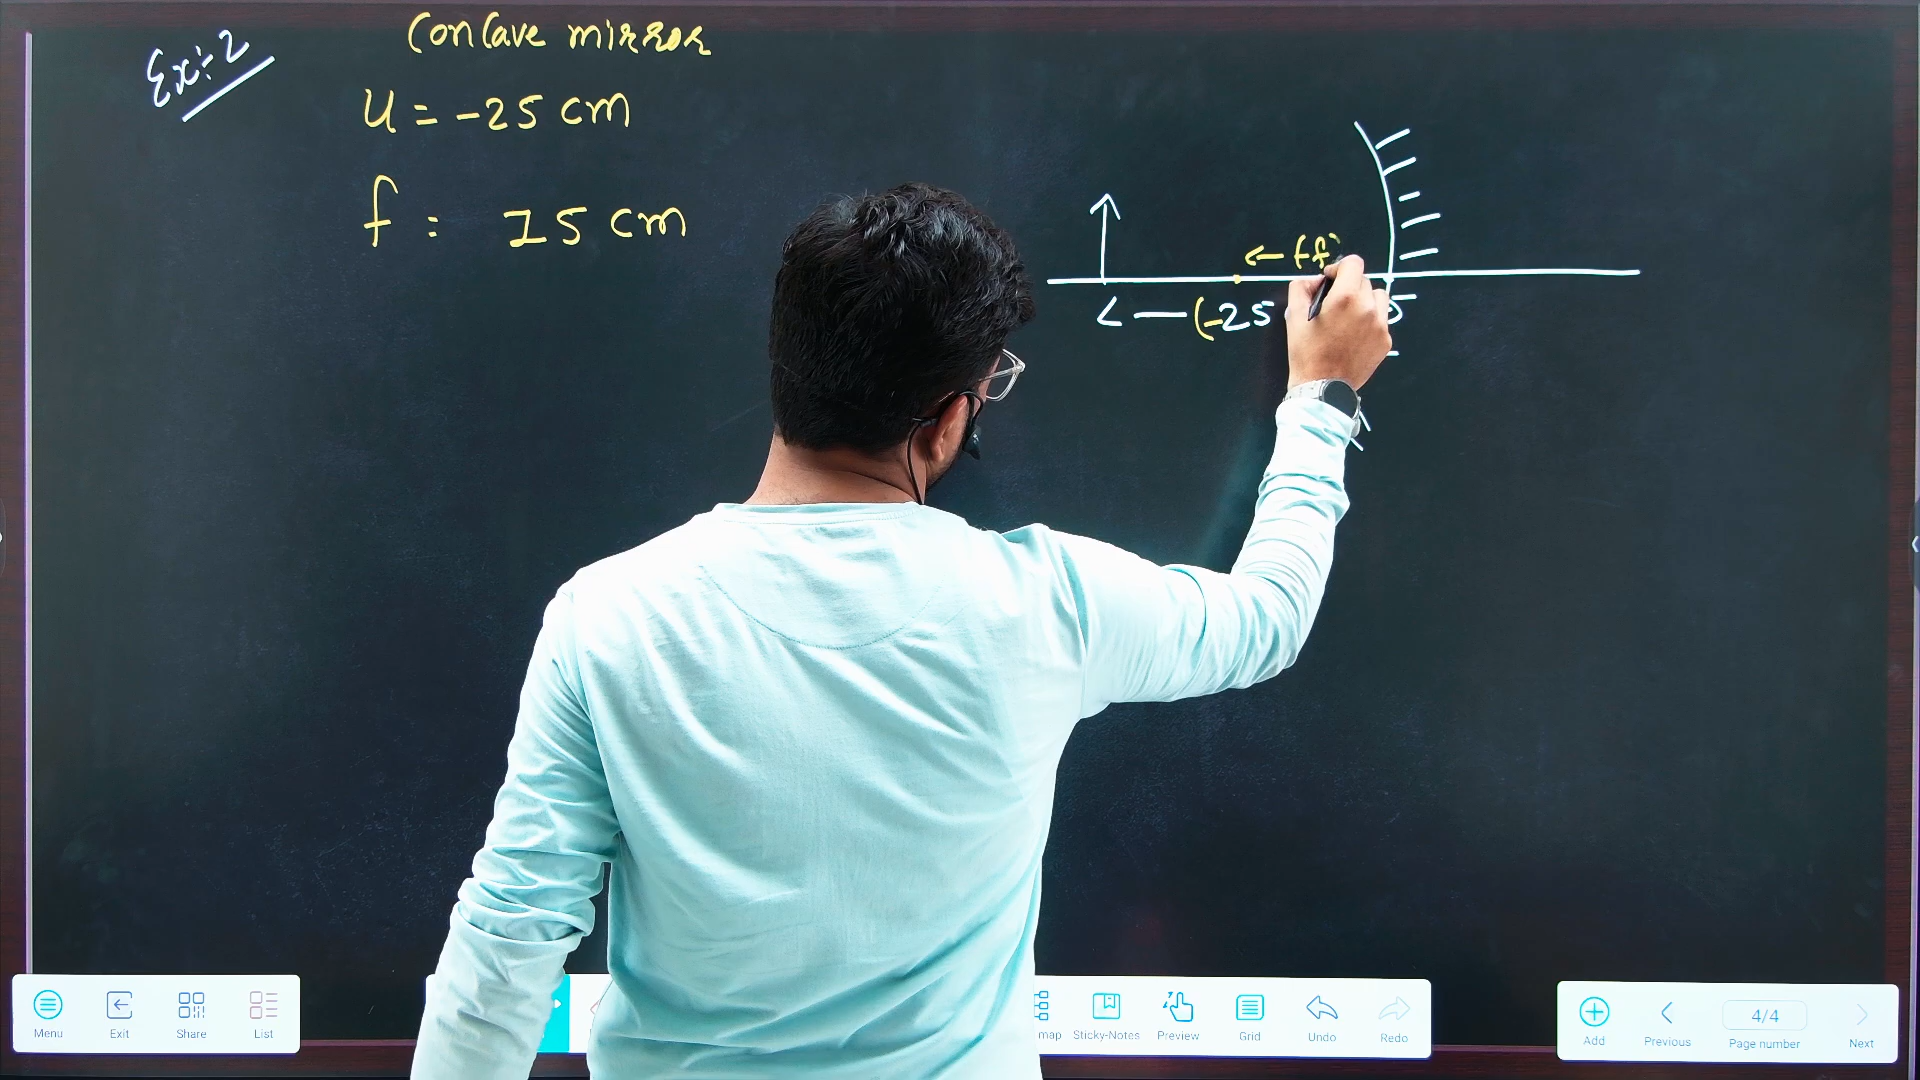 Ex:-2
Concave mirror
u = -25 cm
f = 15 cm
(-f)
(-25
Menu
Exit
Share
List
map
Sticky-Notes
Preview
Grid
Undo
Redo
Add
Previous
4/4
Page number
Next